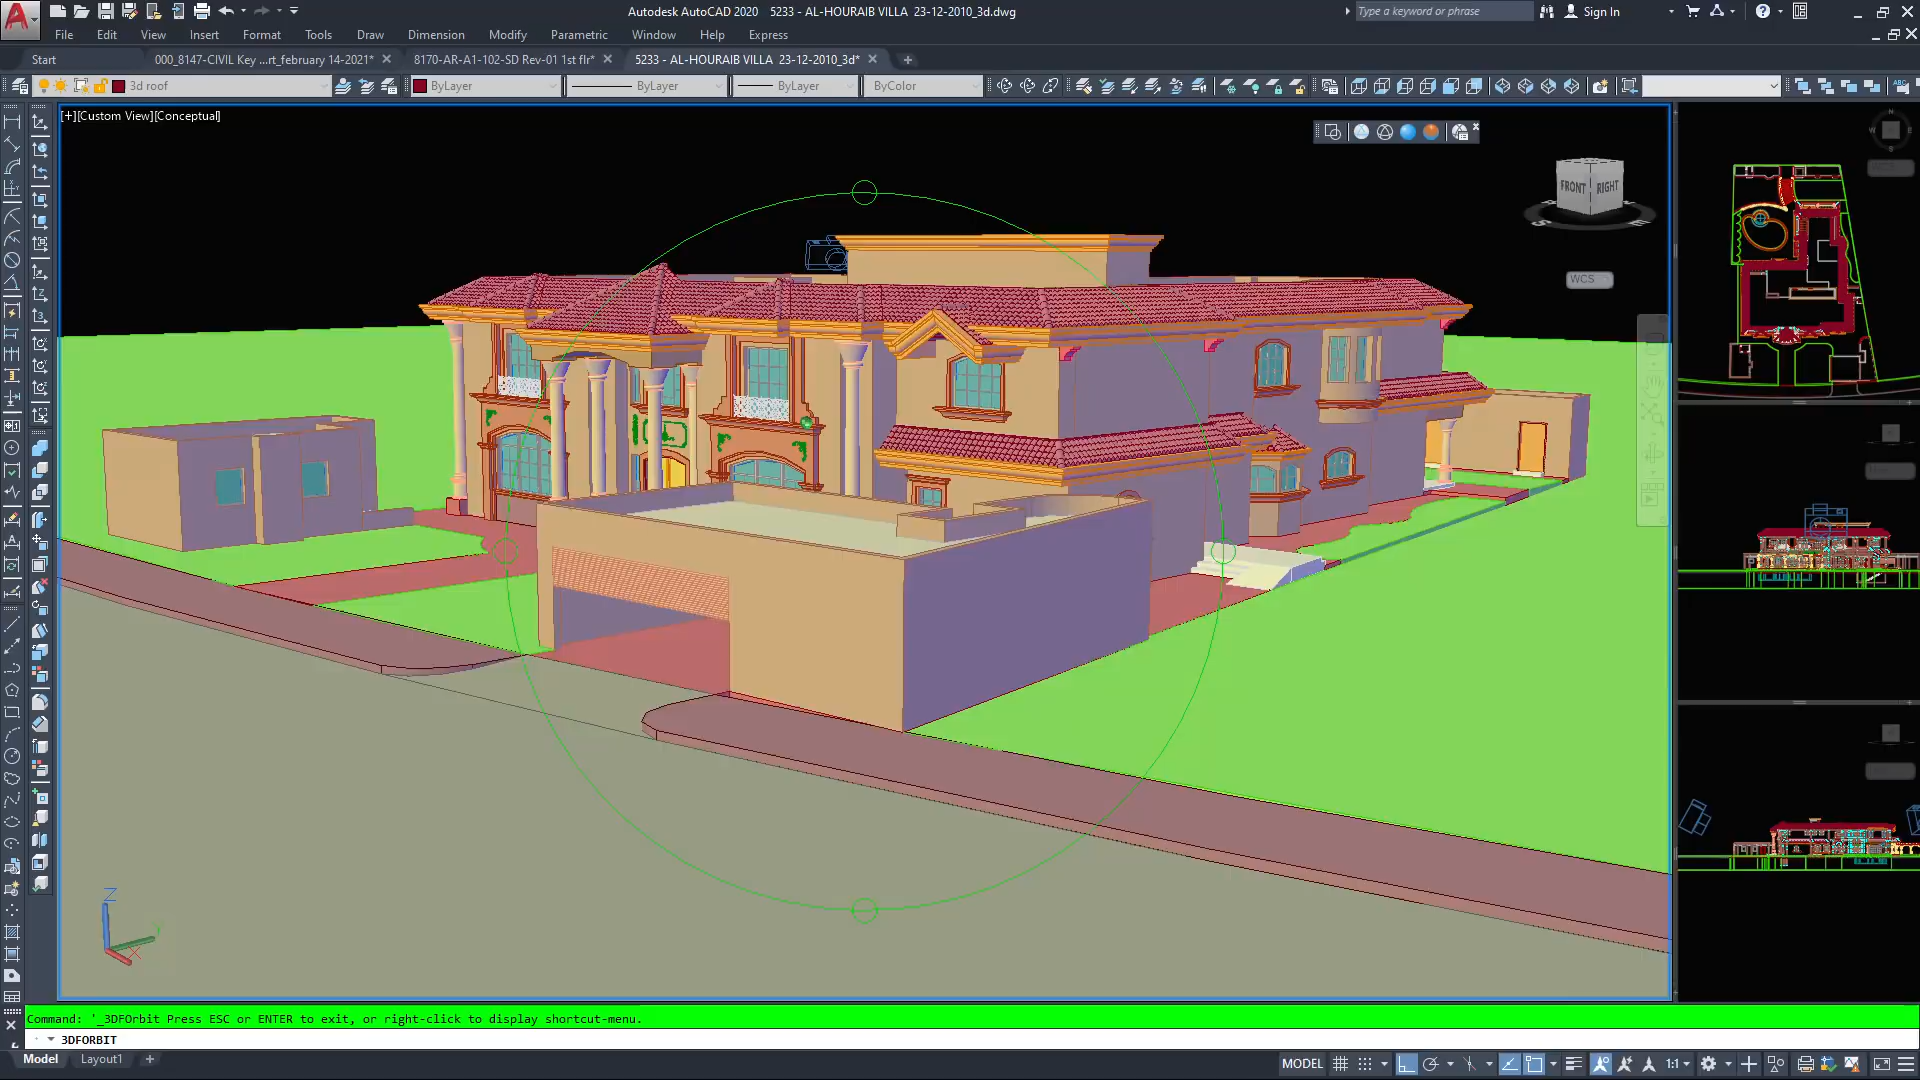 Autodesk AutoCAD 2020 5233 - AL-HOURAIB VILLA 23-12-2010_3d.dwg
Type a keyword or phrase
Sign In
File Edit View Insert Format Tools Draw Dimension Modify Parametric Window Help Express
Start
000_8147-CIVIL Key ...rt_february 14-2021*
8170-AR-A1-102-SD Rev-01 1st flr*
5233 - AL-HOURAIB VILLA 23-12-2010_3d*
3d roof
ByLayer
ByLayer
ByLayer
ByColor
ABC
[+][Custom View][Conceptual]
FRONT RIGHT
WCS
Z
X
Command: '_3DFOrbit Press ESC or ENTER to exit, or right-click to display shortcut-menu.
3DFORBIT
Model Layout1 +
MODEL
1:1